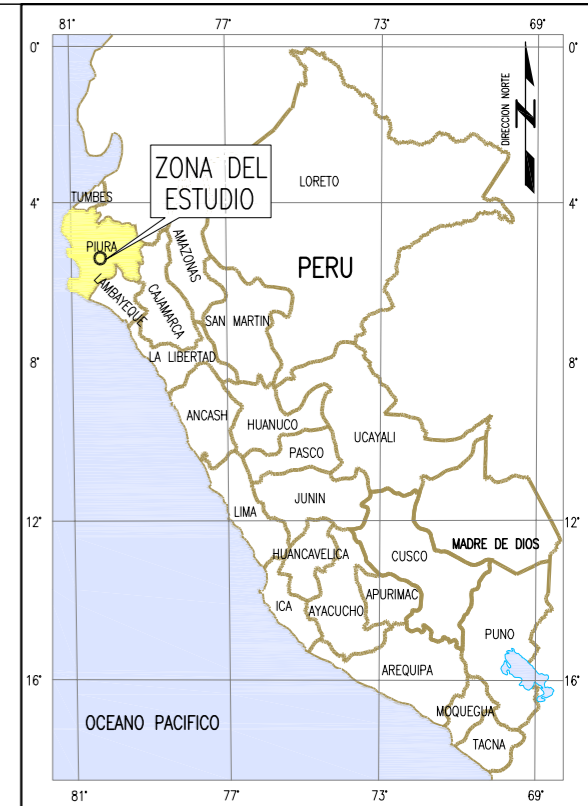 81°
77°
73°
69°
0°
0°
DIRECCION NORTE
N
ZONA DEL
ESTUDIO
LORETO
4°
TUMBES
4°
PIURA
AMAZONAS
PERU
LAMBAYEQUE
CAJAMARCA
SAN MARTIN
8°
LA LIBERTAD
8°
ANCASH
HUANUCO
UCAYALI
PASCO
JUNIN
LIMA
12°
12°
HUANCAVELICA
CUSCO
MADRE DE DIOS
ICA
AYACUCHO
APURIMAC
PUNO
AREQUIPA
16°
16°
MOQUEGUA
OCEANO PACIFICO
TACNA
81°
77°
73°
69°